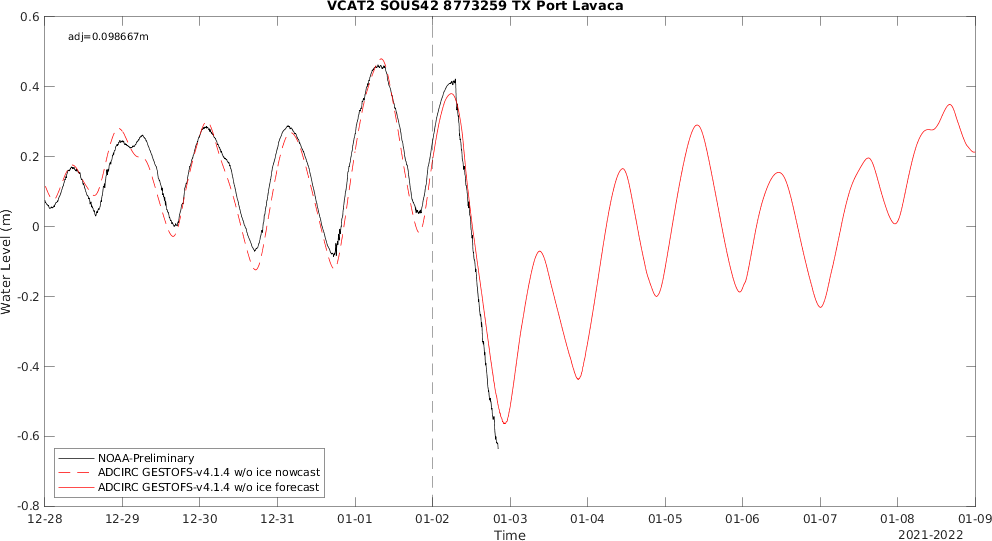 VCAT2 SOUS42 8773259 TX Port Lavaca
adj=0.098667m
0.6
0.4
0.2
0
-0.2
-0.4
-0.6
-0.8
Water Level (m)
NOAA-Preliminary
ADCIRC GESTOFS-v4.1.4 w/o ice nowcast
ADCIRC GESTOFS-v4.1.4 w/o ice forecast
12-28 12-29 12-30 12-31 01-01 01-02 01-03 01-04 01-05 01-06 01-07 01-08 01-09
Time
2021-2022